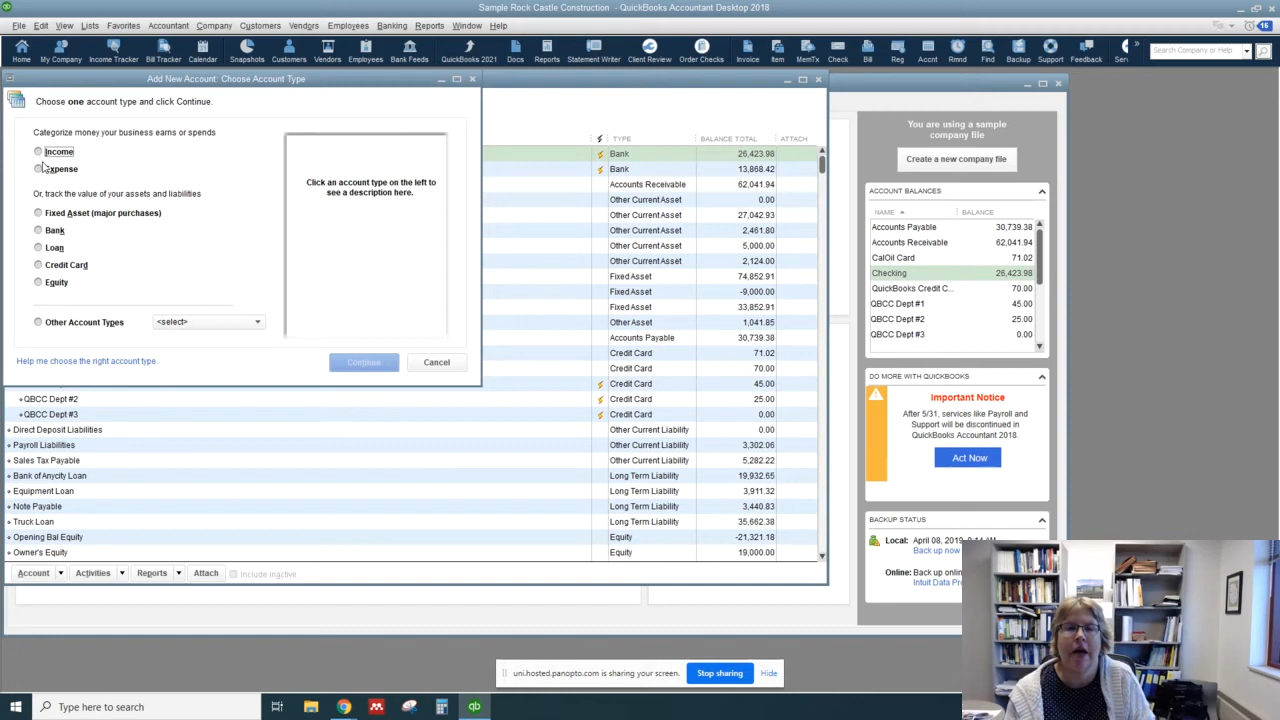 Sample Rock Castle Construction - QuickBooks Accountant Desktop 2018
File Edit View Lists Favorites Accountant Company Customers Vendors Employees Banking Reports Window Help
16
Home My Company Income Tracker Bill Tracker Calendar Snapshots Customers Vendors Employees Bank Feeds QuickBooks 2021 Docs Reports Statement Writer Client Review Order Checks Invoice Item MemTx Check Bill Reg Accnt Rmnd Find Backup Support Feedback Serv
Search Company or Help
Add New Account: Choose Account Type
Choose one account type and click Continue.
Categorize money your business earns or spends
Income
Expense
Or, track the value of your assets and liabilities
Fixed Asset (major purchases)
Bank
Loan
Credit Card
Equity
Other Account Types <select>
Click an account type on the left to
see a description here.
Help me choose the right account type.
Continue Cancel
TYPE BALANCE TOTAL ATTACH
Bank 26,423.98
Bank 13,868.42
Accounts Receivable 62,041.94
Other Current Asset 0.00
Other Current Asset 27,042.93
Other Current Asset 2,461.80
Other Current Asset 5,000.00
Other Current Asset 2,124.00
Fixed Asset 74,852.91
Fixed Asset -9,000.00
Fixed Asset 33,852.91
Other Asset 1,041.85
Accounts Payable 30,739.38
Credit Card 71.02
Credit Card 70.00
Credit Card 45.00
QBCC Dept #2 Credit Card 25.00
QBCC Dept #3 Credit Card 0.00
Direct Deposit Liabilities Other Current Liability 0.00
Payroll Liabilities Other Current Liability 3,302.06
Sales Tax Payable Other Current Liability 5,282.22
Bank of Anycity Loan Long Term Liability 19,932.65
Equipment Loan Long Term Liability 3,911.32
Note Payable Long Term Liability 3,440.83
Truck Loan Long Term Liability 35,662.38
Opening Bal Equity Equity -21,321.18
Owner's Equity Equity 19,000.00
Account Activities Reports Attach Include inactive
You are using a sample
company file
Create a new company file
ACCOUNT BALANCES
NAME BALANCE
Accounts Payable 30,739.38
Accounts Receivable 62,041.94
CalOil Card 71.02
Checking 26,423.98
QuickBooks Credit C... 70.00
QBCC Dept #1 45.00
QBCC Dept #2 25.00
QBCC Dept #3 0.00
DO MORE WITH QUICKBOOKS
Important Notice
After 5/31, services like Payroll and
Support will be discontinued in
QuickBooks Accountant 2018.
Act Now
BACKUP STATUS
Local: April 08, 2019,
Back up now
Online: Back up onlin
Intuit Data Pro
uni.hosted.panopto.com is sharing your screen. Stop sharing Hide
Type here to search